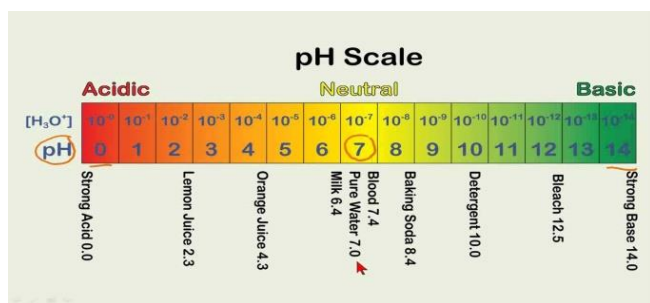 pH Scale
Acidic Neutral Basic
[H₃O⁺] 10⁻⁰ 10⁻¹ 10⁻² 10⁻³ 10⁻⁴ 10⁻⁵ 10⁻⁶ 10⁻⁷ 10⁻⁸ 10⁻⁹ 10⁻¹⁰ 10⁻¹¹ 10⁻¹² 10⁻¹³ 10⁻¹⁴
pH 0 1 2 3 4 5 6 7 8 9 10 11 12 13 14
Strong Acid 0.0
Lemon Juice 2.3
Orange Juice 4.3
Milk 6.4
Pure Water 7.0
Blood 7.4
Baking Soda 8.4
Detergent 10.0
Bleach 12.5
Strong Base 14.0